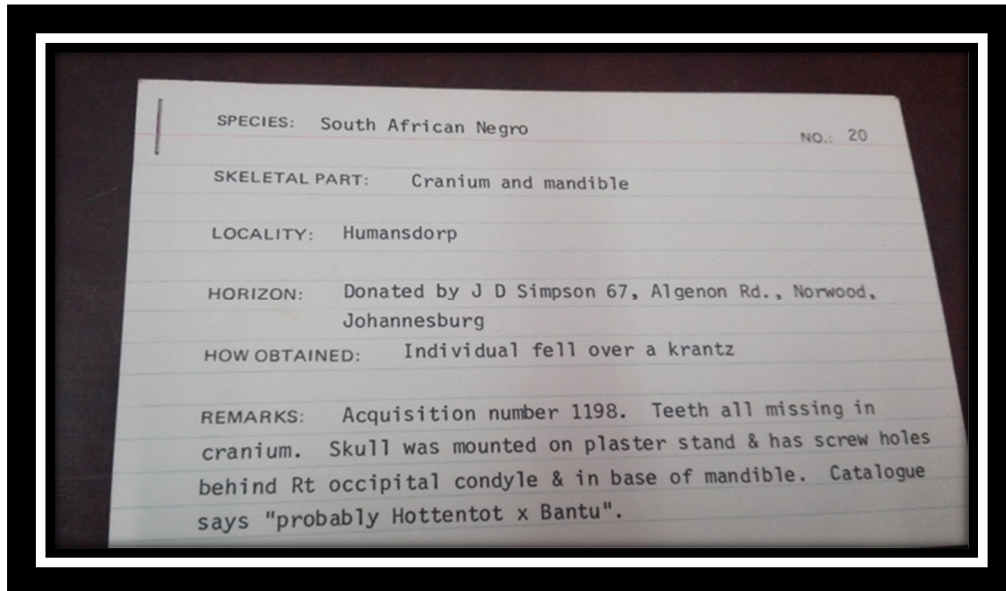 SPECIES: South African Negro NO.: 20
SKELETAL PART: Cranium and mandible
LOCALITY: Humansdorp
HORIZON: Donated by J D Simpson 67, Algenon Rd., Norwood,
Johannesburg
HOW OBTAINED: Individual fell over a krantz
REMARKS: Acquisition number 1198. Teeth all missing in
cranium. Skull was mounted on plaster stand & has screw holes
behind Rt occipital condyle & in base of mandible. Catalogue
says "probably Hottentot x Bantu".